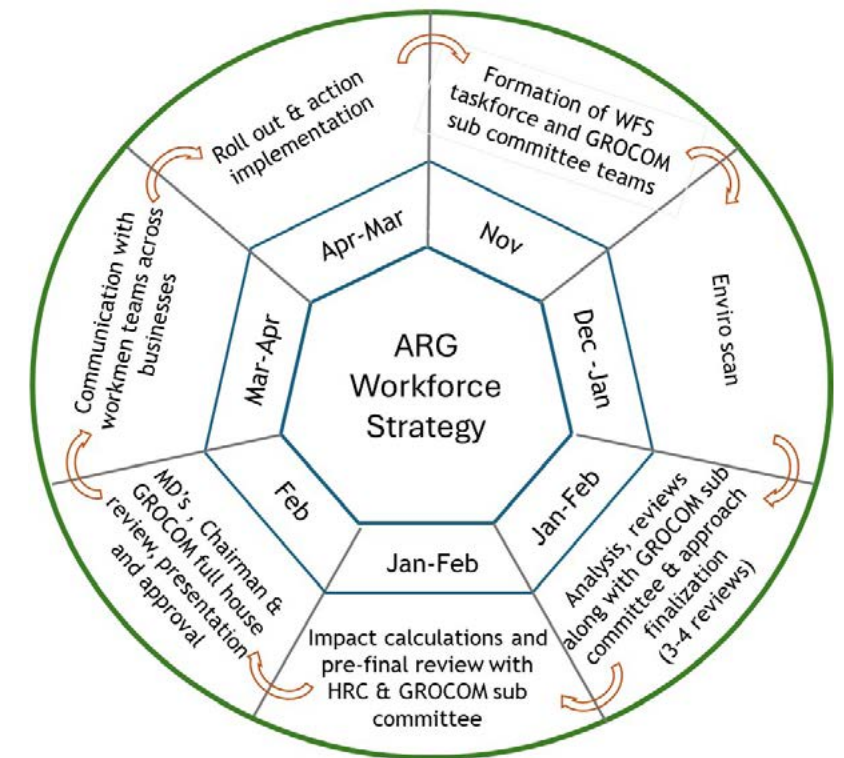 ARG
Workforce
Strategy
Nov
Formation of WFS
taskforce and GROCOM
sub committee teams
Dec -Jan
Enviro scan
Jan-Feb
Analysis, reviews
along with GROCOM sub
committee & approach
finalization
(3-4 reviews)
Jan-Feb
Impact calculations and
pre-final review with
HRC & GROCOM sub
committee
Feb
MD's , Chairman &
GROCOM full house
review, presentation
and approval
Mar-Apr
Communication with
workmen teams across
businesses
Apr-Mar
Roll out & action
implementation